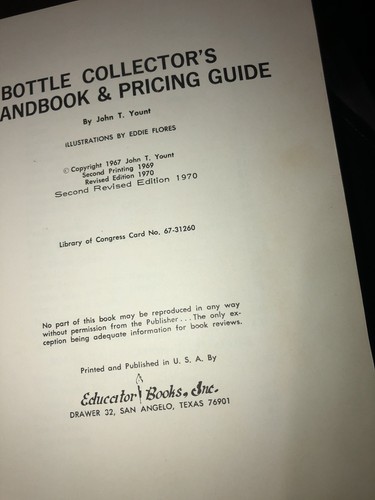 BOTTLE COLLECTOR'S
ANDBOOK & PRICING GUIDE
By John T. Yount
ILLUSTRATIONS BY EDDIE FLORES
© Copyright 1967 John T. Yount
Second Printing 1969
Revised Edition 1970
Second Revised Edition 1970
Library of Congress Card No. 67-31260
No part of this book may be reproduced in any way
without permission from the Publisher . . . The only ex-
ception being adequate information for book reviews.
Printed and Published in U. S. A. By
Educator Books, Inc.
DRAWER 32, SAN ANGELO, TEXAS 76901